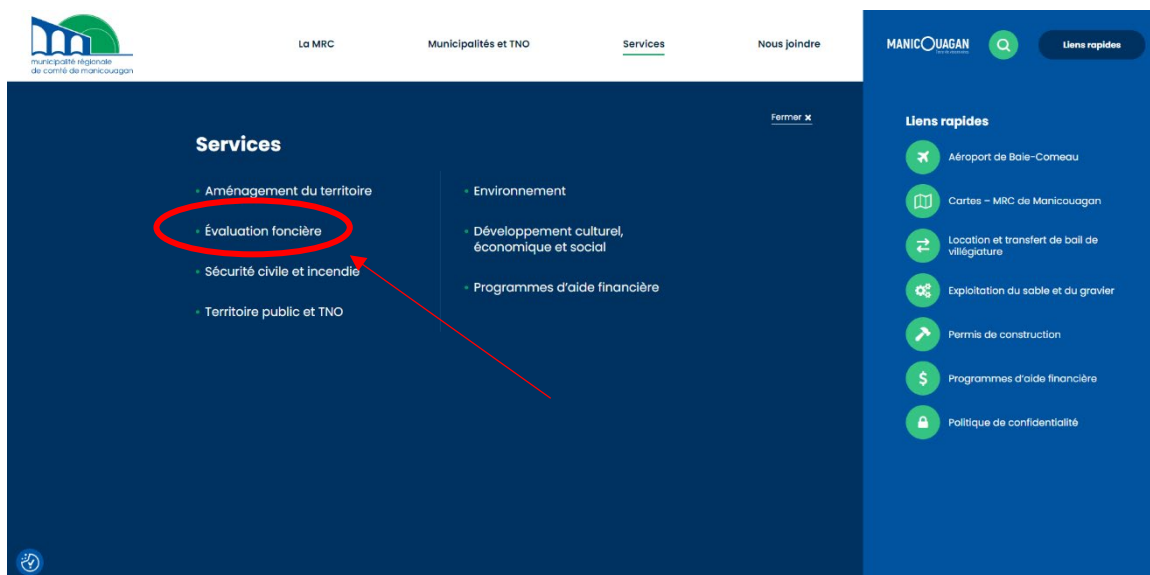 municipalité régionale
de comté de manicouagan
La MRC
Municipalités et TNO
Services
Nous joindre
MANICOUAGAN
Liens rapides
Fermer x
Services
Aménagement du territoire
Évaluation foncière
Sécurité civile et incendie
Territoire public et TNO
Environnement
Développement culturel,
économique et social
Programmes d'aide financière
Liens rapides
Aéroport de Baie-Comeau
Cartes – MRC de Manicouagan
Location et transfert de bail de
villégiature
Exploitation du sable et du gravier
Permis de construction
Programmes d'aide financière
Politique de confidentialité